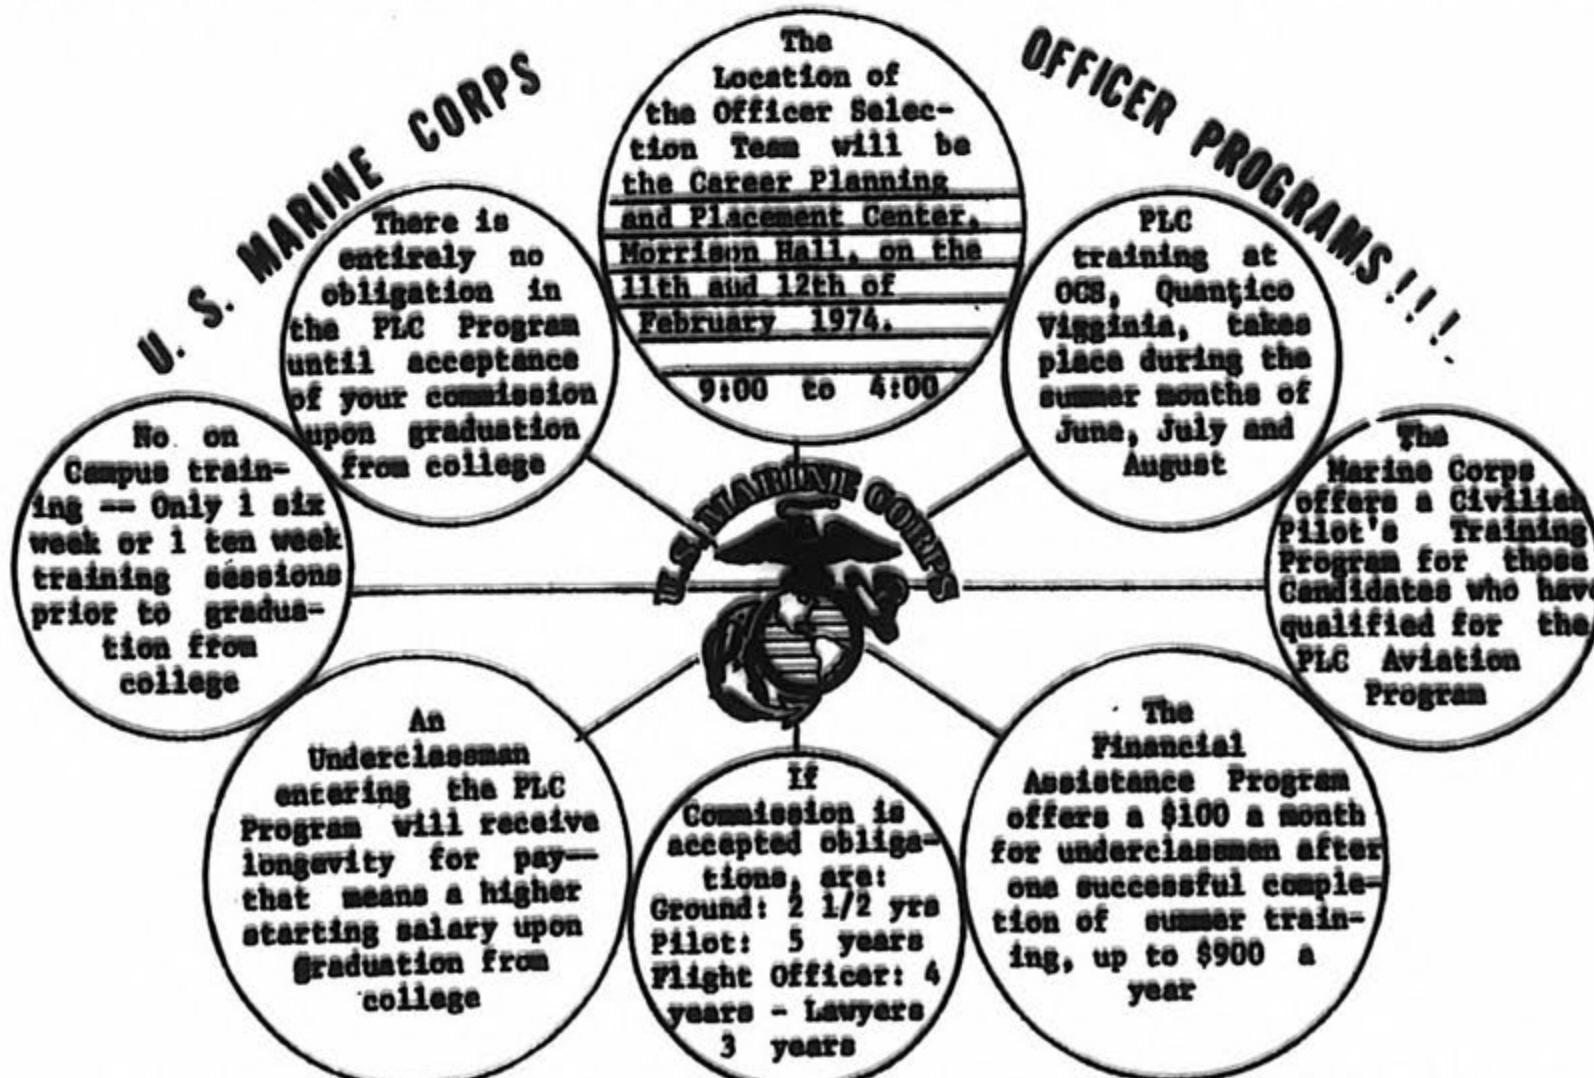 U. S. MARINE CORPS
OFFICER PROGRAMS!!!
The
Location of
the Officer Selec-
tion Team will be
the Career Planning
and Placement Center,
Morrison Hall, on the
11th and 12th of
February 1974.
9:00 to 4:00
There is
entirely no
obligation in
the PLC Program
until acceptance
of your commission
upon graduation
from college
PLC
training at
OCS, Quantico
Vigginia, takes
place during the
summer months of
June, July and
August
No on
Campus train-
ing -- Only 1 six
week or 1 ten week
training sessions
prior to gradua-
tion from
college
U.S. MARINE CORPS
The
Marine Corps
offers a Civilian
Pilot's Training
Program for those
Candidates who have
qualified for the
PLC Aviation
Program
An
Underclassman
entering the PLC
Program will receive
longevity for pay--
that means a higher
starting salary upon
graduation from
college
If
Commission is
accepted obliga-
tions, are:
Ground: 2 1/2 yrs
Pilot: 5 years
Flight Officer: 4
years - Lawyers
3 years
The
Financial
Assistance Program
offers a $100 a month
for underclassmen after
one successful comple-
tion of summer train-
ing, up to $900 a
year